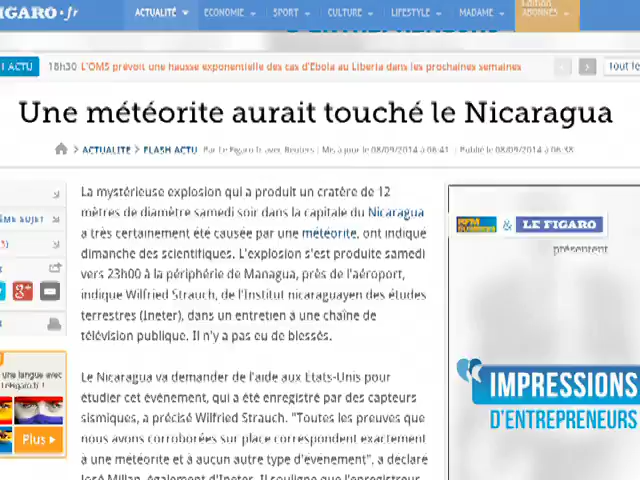 FIGARO·fr
ACTUALITÉ ECONOMIE SPORT CULTURE LIFESTYLE MADAME Edition ABONNÉS
D'ENTREPRENEURS
ACTU 18h30 L'OMS prévoit une hausse exponentielle des cas d'Ebola au Liberia dans les prochaines semaines Tout le
Une météorite aurait touché le Nicaragua
> ACTUALITE > FLASH ACTU Par Le Figaro.fr avec Reuters | Mis à jour le 08/09/2014 à 06:41 | Publié le 08/09/2014 à 06:38
La mystérieuse explosion qui a produit un cratère de 12
mètres de diamètre samedi soir dans la capitale du Nicaragua
a très certainement été causée par une météorite, ont indiqué
dimanche des scientifiques. L'explosion s'est produite samedi
vers 23h00 à la périphérie de Managua, près de l'aéroport,
indique Wilfried Strauch, de l'Institut nicaraguayen des études
terrestres (Ineter), dans un entretien à une chaîne de
télévision publique. Il n'y a pas eu de blessés.
Le Nicaragua va demander de l'aide aux Etats-Unis pour
étudier cet événement, qui a été enregistré par des capteurs
sismiques, a précisé Wilfried Strauch. "Toutes les preuves que
nous avons corroborées sur place correspondent exactement
à une météorite et à aucun autre type d'événement", a déclaré
José Millan, également d'Ineter. Il souligne que l'enregistreur
ME SUJET
g+1
une langue avec
Lefigaro.fr !
Plus
& LE FIGARO
présentent
IMPRESSIONS
D'ENTREPRENEURS